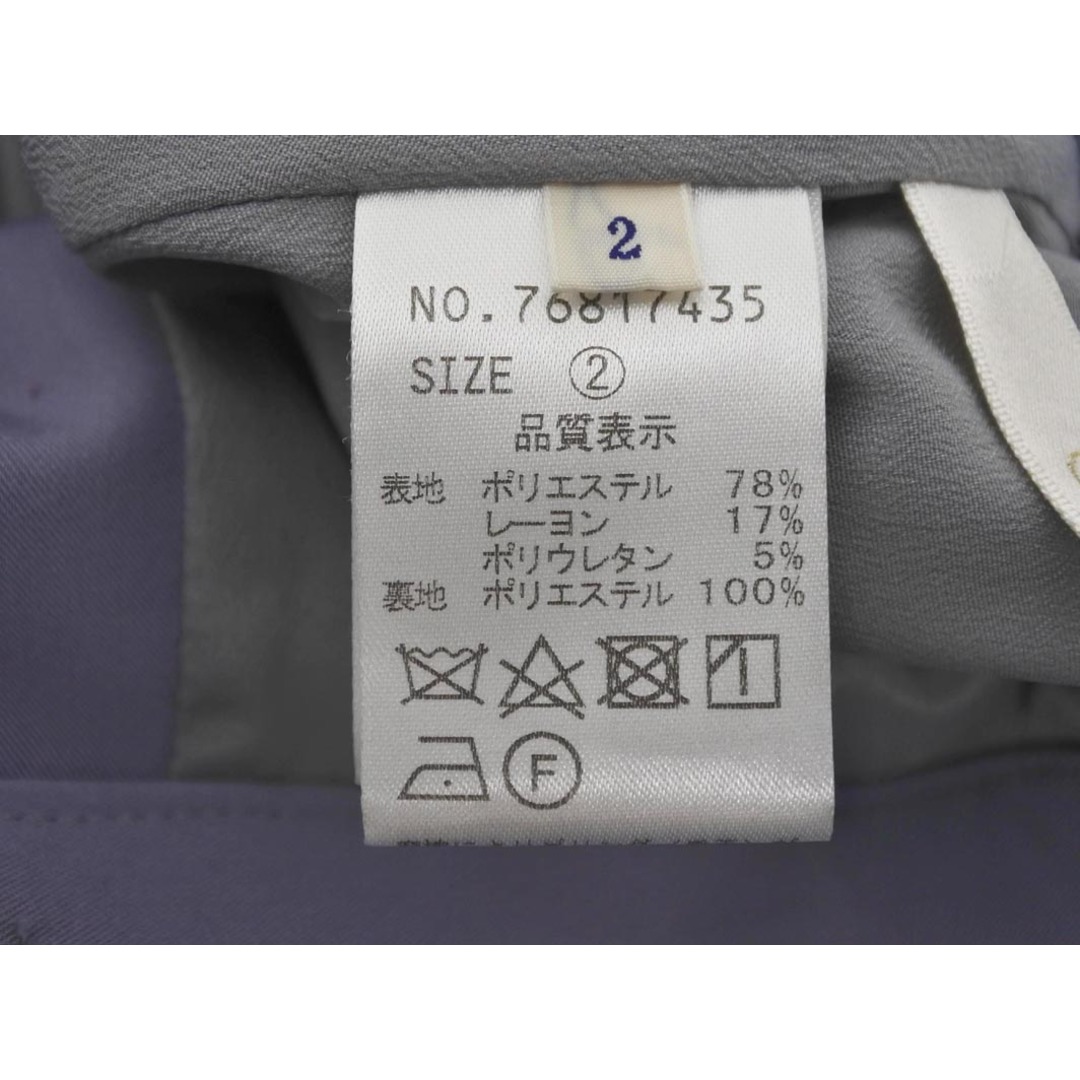 2
NO.76817435
SIZE ②
品質表示
表地 ポリエステル 78%
レーヨン 17%
ポリウレタン 5%
裏地 ポリエステル 100%
F